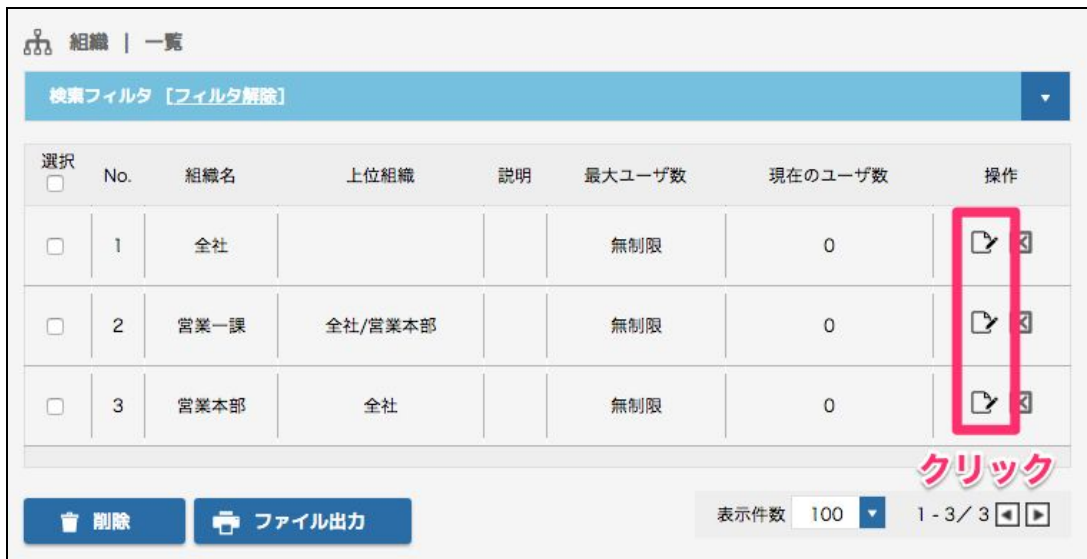 組織 | 一覧
検索フィルタ [フィルタ解除]
選択 No. 組織名 上位組織 説明 最大ユーザ数 現在のユーザ数 操作
1 全社 無制限 0
2 営業一課 全社/営業本部 無制限 0
3 営業本部 全社 無制限 0
クリック
削除 ファイル出力 表示件数 100 1 - 3/ 3